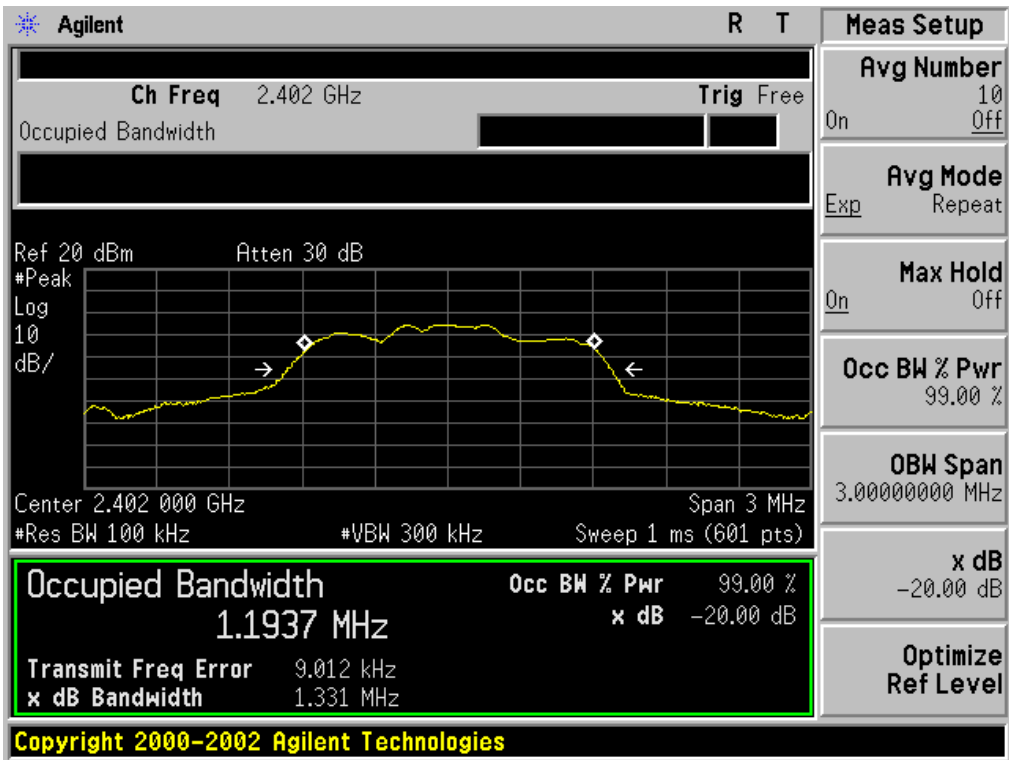 Agilent R T
Meas Setup
Ch Freq 2.402 GHz Trig Free
Occupied Bandwidth
Ref 20 dBm Atten 30 dB
#Peak
Log
10
dB/
Center 2.402 000 GHz Span 3 MHz
#Res BW 100 kHz #VBW 300 kHz Sweep 1 ms (601 pts)
Occupied Bandwidth Occ BW % Pwr 99.00 %
1.1937 MHz x dB -20.00 dB
Transmit Freq Error 9.012 kHz
x dB Bandwidth 1.331 MHz
Avg Number
10
On Off
Avg Mode
Exp Repeat
Max Hold
On Off
Occ BW % Pwr
99.00 %
OBW Span
3.00000000 MHz
x dB
-20.00 dB
Optimize
Ref Level
Copyright 2000-2002 Agilent Technologies